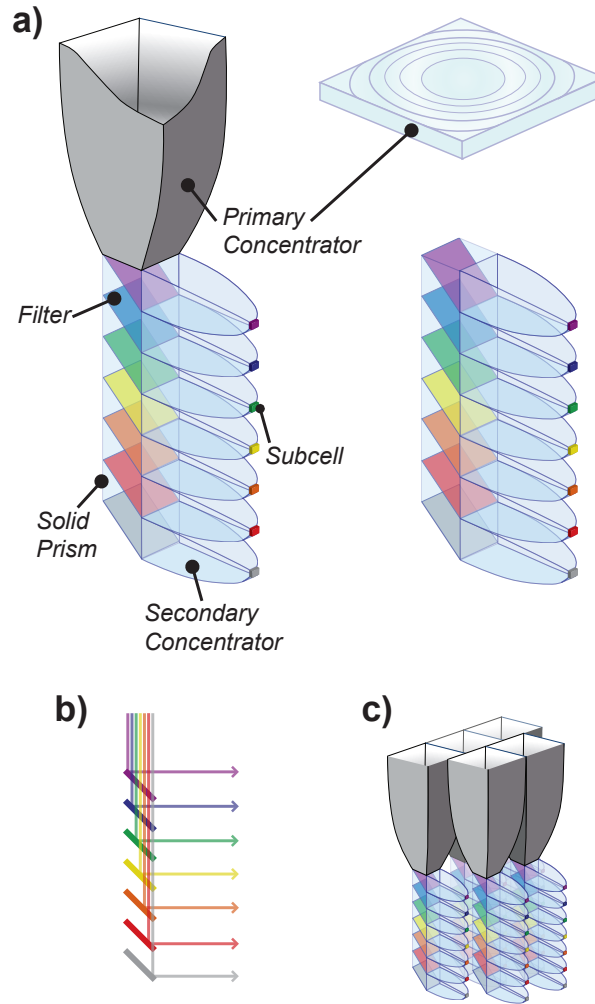 a)
Primary
Concentrator
Filter
Subcell
Solid
Prism
Secondary
Concentrator
b)
c)